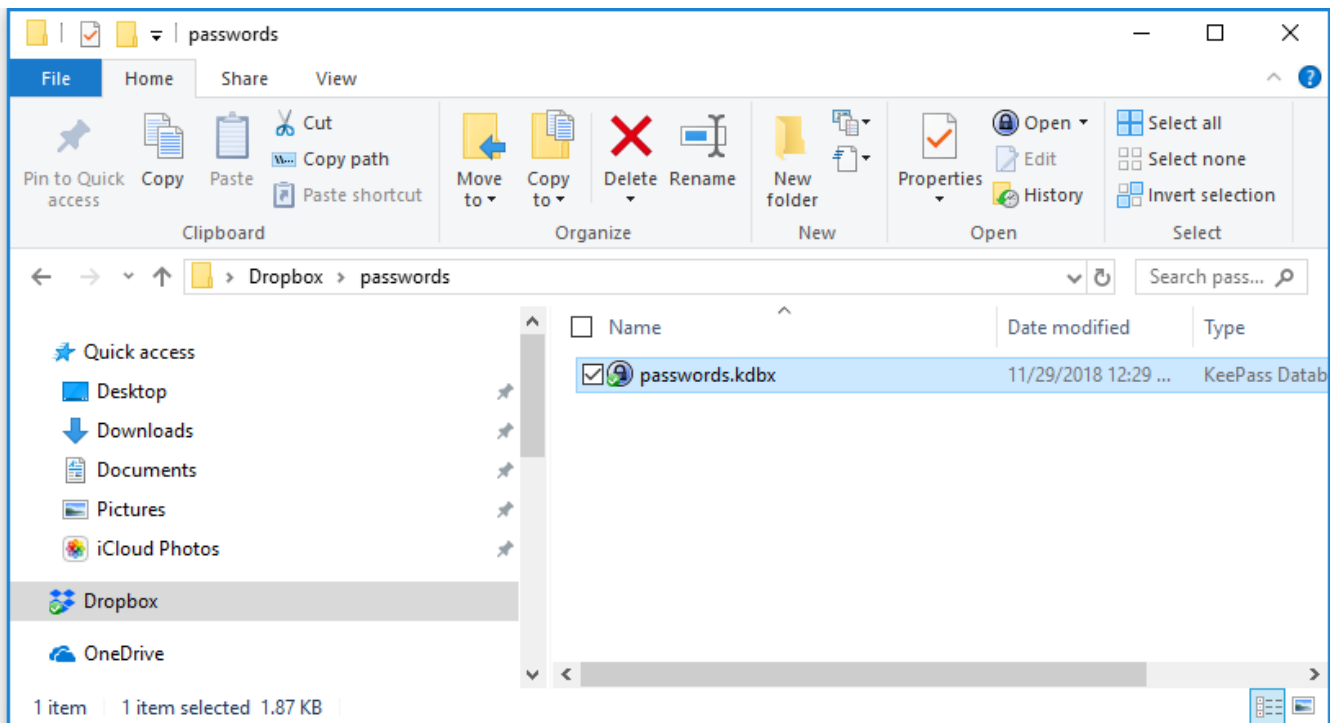 passwords
File Home Share View
Pin to Quick access
Copy
Paste
Cut
Copy path
Paste shortcut
Clipboard
Move to
Copy to
Delete
Rename
Organize
New folder
New
Properties
Open
Edit
History
Open
Select all
Select none
Invert selection
Select
Dropbox > passwords
Search pass...
Quick access
Desktop
Downloads
Documents
Pictures
iCloud Photos
Dropbox
OneDrive
Name Date modified Type
passwords.kdbx 11/29/2018 12:29 ... KeePass Datab
1 item 1 item selected 1.87 KB